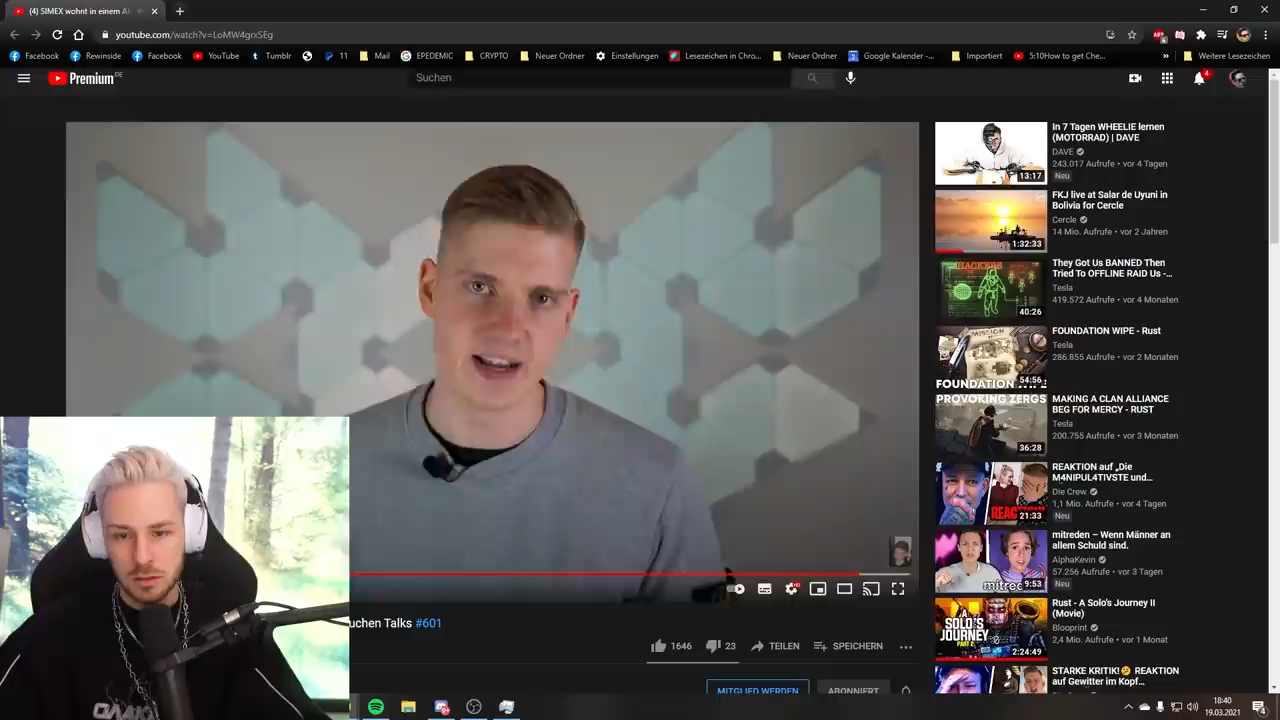 (4) SIMEX wohnt in einem Al
youtube.com/watch?v=LoMW4grxSEg
Facebook
Rewinside
Facebook
YouTube
Tumblr
11
Mail
EPEDEMIC
CRYPTO
Neuer Ordner
Einstellungen
Lesezeichen in Chro...
Neuer Ordner
Google Kalender -...
Importiert
5:10How to get Che...
»
Weitere Lesezeichen
Premium DE
Suchen
4
In 7 Tagen WHEELIE lernen
(MOTORRAD) | DAVE
DAVE
243.017 Aufrufe • vor 4 Tagen
Neu
13:17
FKJ live at Salar de Uyuni in
Bolivia for Cercle
Cercle
14 Mio. Aufrufe • vor 2 Jahren
1:32:33
They Got Us BANNED Then
Tried To OFFLINE RAID Us -...
Tesla
419.572 Aufrufe • vor 4 Monaten
HACKERS
40:26
FOUNDATION WIPE - Rust
Tesla
286.855 Aufrufe • vor 2 Monaten
MISSION
54:56
FOUNDATION WIPE
MAKING A CLAN ALLIANCE
BEG FOR MERCY - RUST
Tesla
200.755 Aufrufe • vor 3 Monaten
PROVOKING ZERGS
36:28
REAKTION auf „Die
M4NIPUL4TIVSTE und...
Die Crew
1,1 Mio. Aufrufe • vor 4 Tagen
Neu
21:33
mitreden – Wenn Männer an
allem Schuld sind.
AlphaKevin
57.256 Aufrufe • vor 3 Tagen
Neu
9:53
Rust - A Solo's Journey II
(Movie)
Blooprint
2,4 Mio. Aufrufe • vor 1 Monat
A
SOLO'S
JOURNEY
2:24:49
STARKE KRITIK! REAKTION
auf Gewitter im Kopf...
HD
uchen Talks #601
1646
23
TEILEN
SPEICHERN
MITGLIED WERDEN
ABONNIERT
18:40
19.03.2021
4